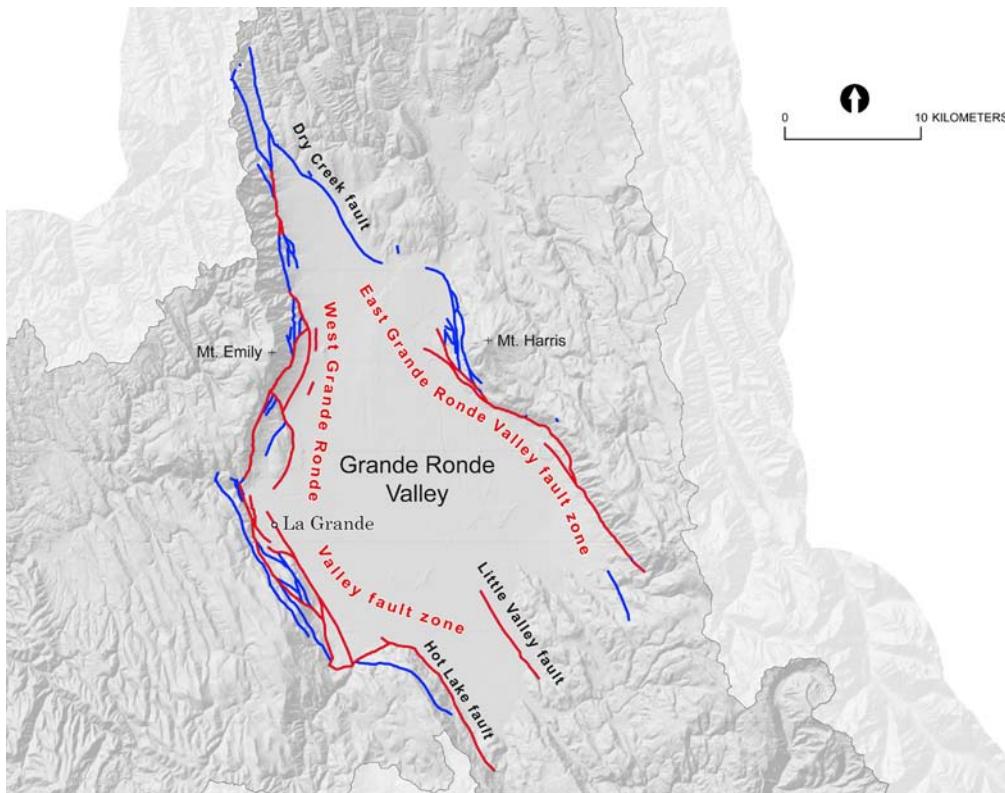 0 10 KILOMETERS
Dry Creek fault
East Grande Ronde Valley fault zone
West Grande Ronde
Mt. Emily
Mt. Harris
Grande Ronde
Valley
La Grande
Valley fault zone
Little Valley fault
Hot Lake fault